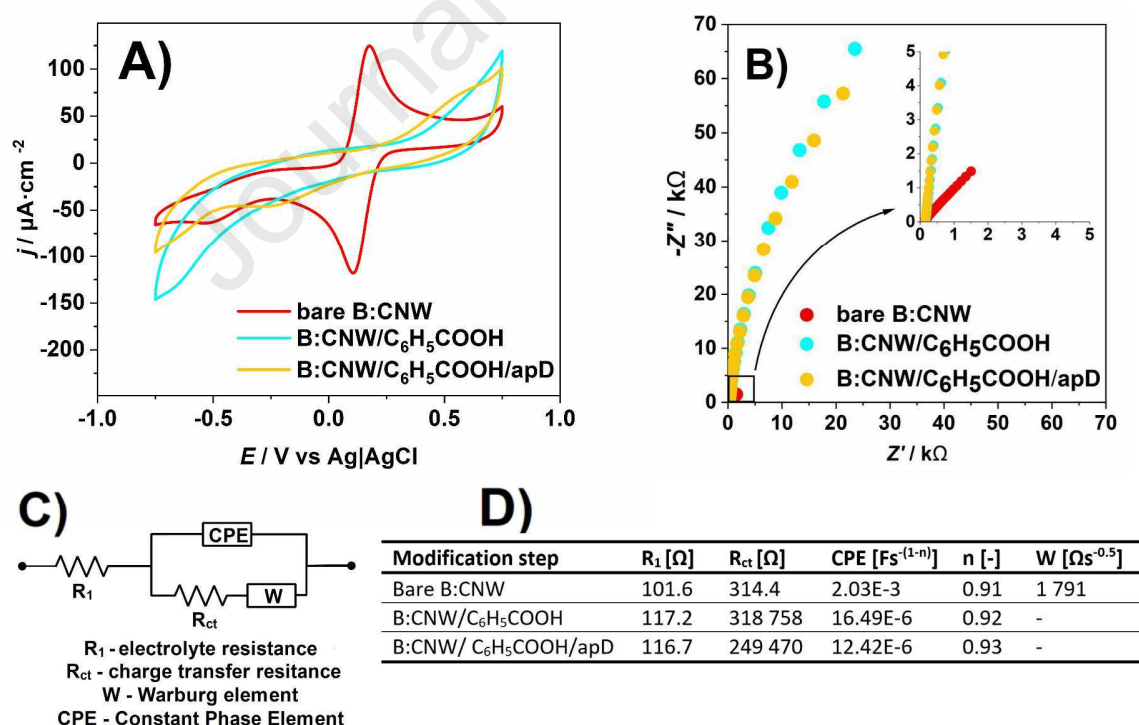 Journa
A)
j / µA·cm⁻²
100
50
0
-50
-100
-150
-200
-1.0 -0.5 0.0 0.5 1.0
E / V vs Ag|AgCl
bare B:CNW
B:CNW/C₆H₅COOH
B:CNW/C₆H₅COOH/apD
B)
-Z″ / kΩ
70
60
50
40
30
20
10
0
0 10 20 30 40 50 60 70
Z′ / kΩ
5
4
3
2
1
0
0 1 2 3 4 5
bare B:CNW
B:CNW/C₆H₅COOH
B:CNW/C₆H₅COOH/apD
C)
CPE
R₁
W
R_ct
R₁ - electrolyte resistance
R_ct - charge transfer resitance
W - Warburg element
CPE - Constant Phase Element
D)
Modification step R₁ [Ω] R_ct [Ω] CPE [Fs⁻⁽¹⁻ⁿ⁾] n [-] W [Ωs⁻⁰·⁵]
Bare B:CNW 101.6 314.4 2.03E-3 0.91 1 791
B:CNW/C₆H₅COOH 117.2 318 758 16.49E-6 0.92 -
B:CNW/ C₆H₅COOH/apD 116.7 249 470 12.42E-6 0.93 -